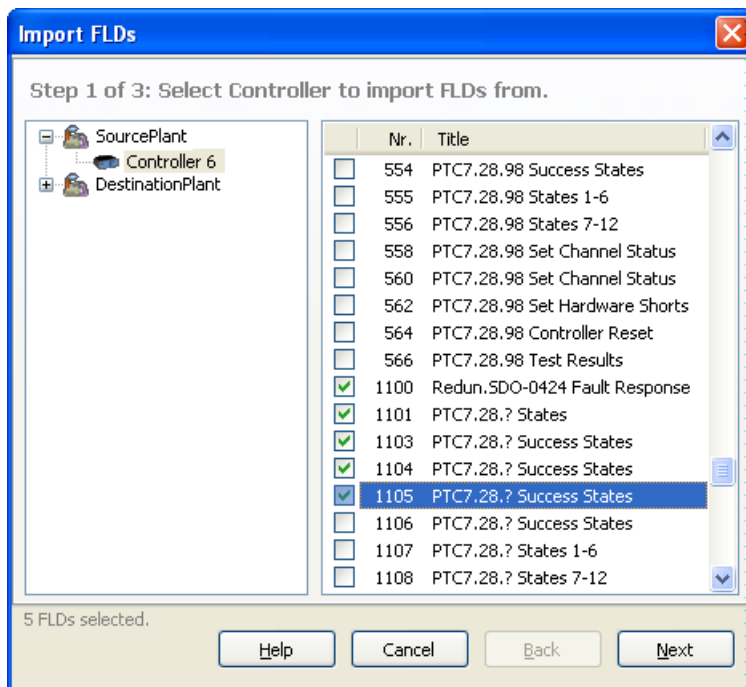 Import FLDs
Step 1 of 3: Select Controller to import FLDs from.
SourcePlant
Controller 6
DestinationPlant
Nr. Title
554 PTC7.28.98 Success States
555 PTC7.28.98 States 1-6
556 PTC7.28.98 States 7-12
558 PTC7.28.98 Set Channel Status
560 PTC7.28.98 Set Channel Status
562 PTC7.28.98 Set Hardware Shorts
564 PTC7.28.98 Controller Reset
566 PTC7.28.98 Test Results
1100 Redun.SDO-0424 Fault Response
1101 PTC7.28.? States
1103 PTC7.28.? Success States
1104 PTC7.28.? Success States
1105 PTC7.28.? Success States
1106 PTC7.28.? Success States
1107 PTC7.28.? States 1-6
1108 PTC7.28.? States 7-12
5 FLDs selected.
Help Cancel Back Next